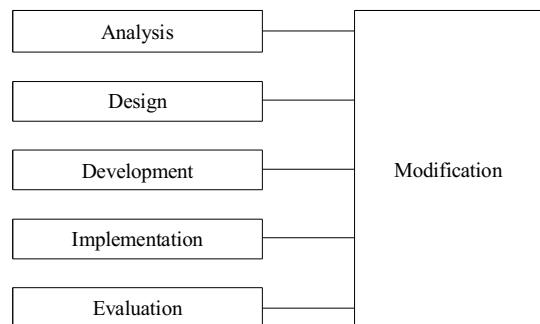 Analysis
Design
Development
Modification
Implementation
Evaluation